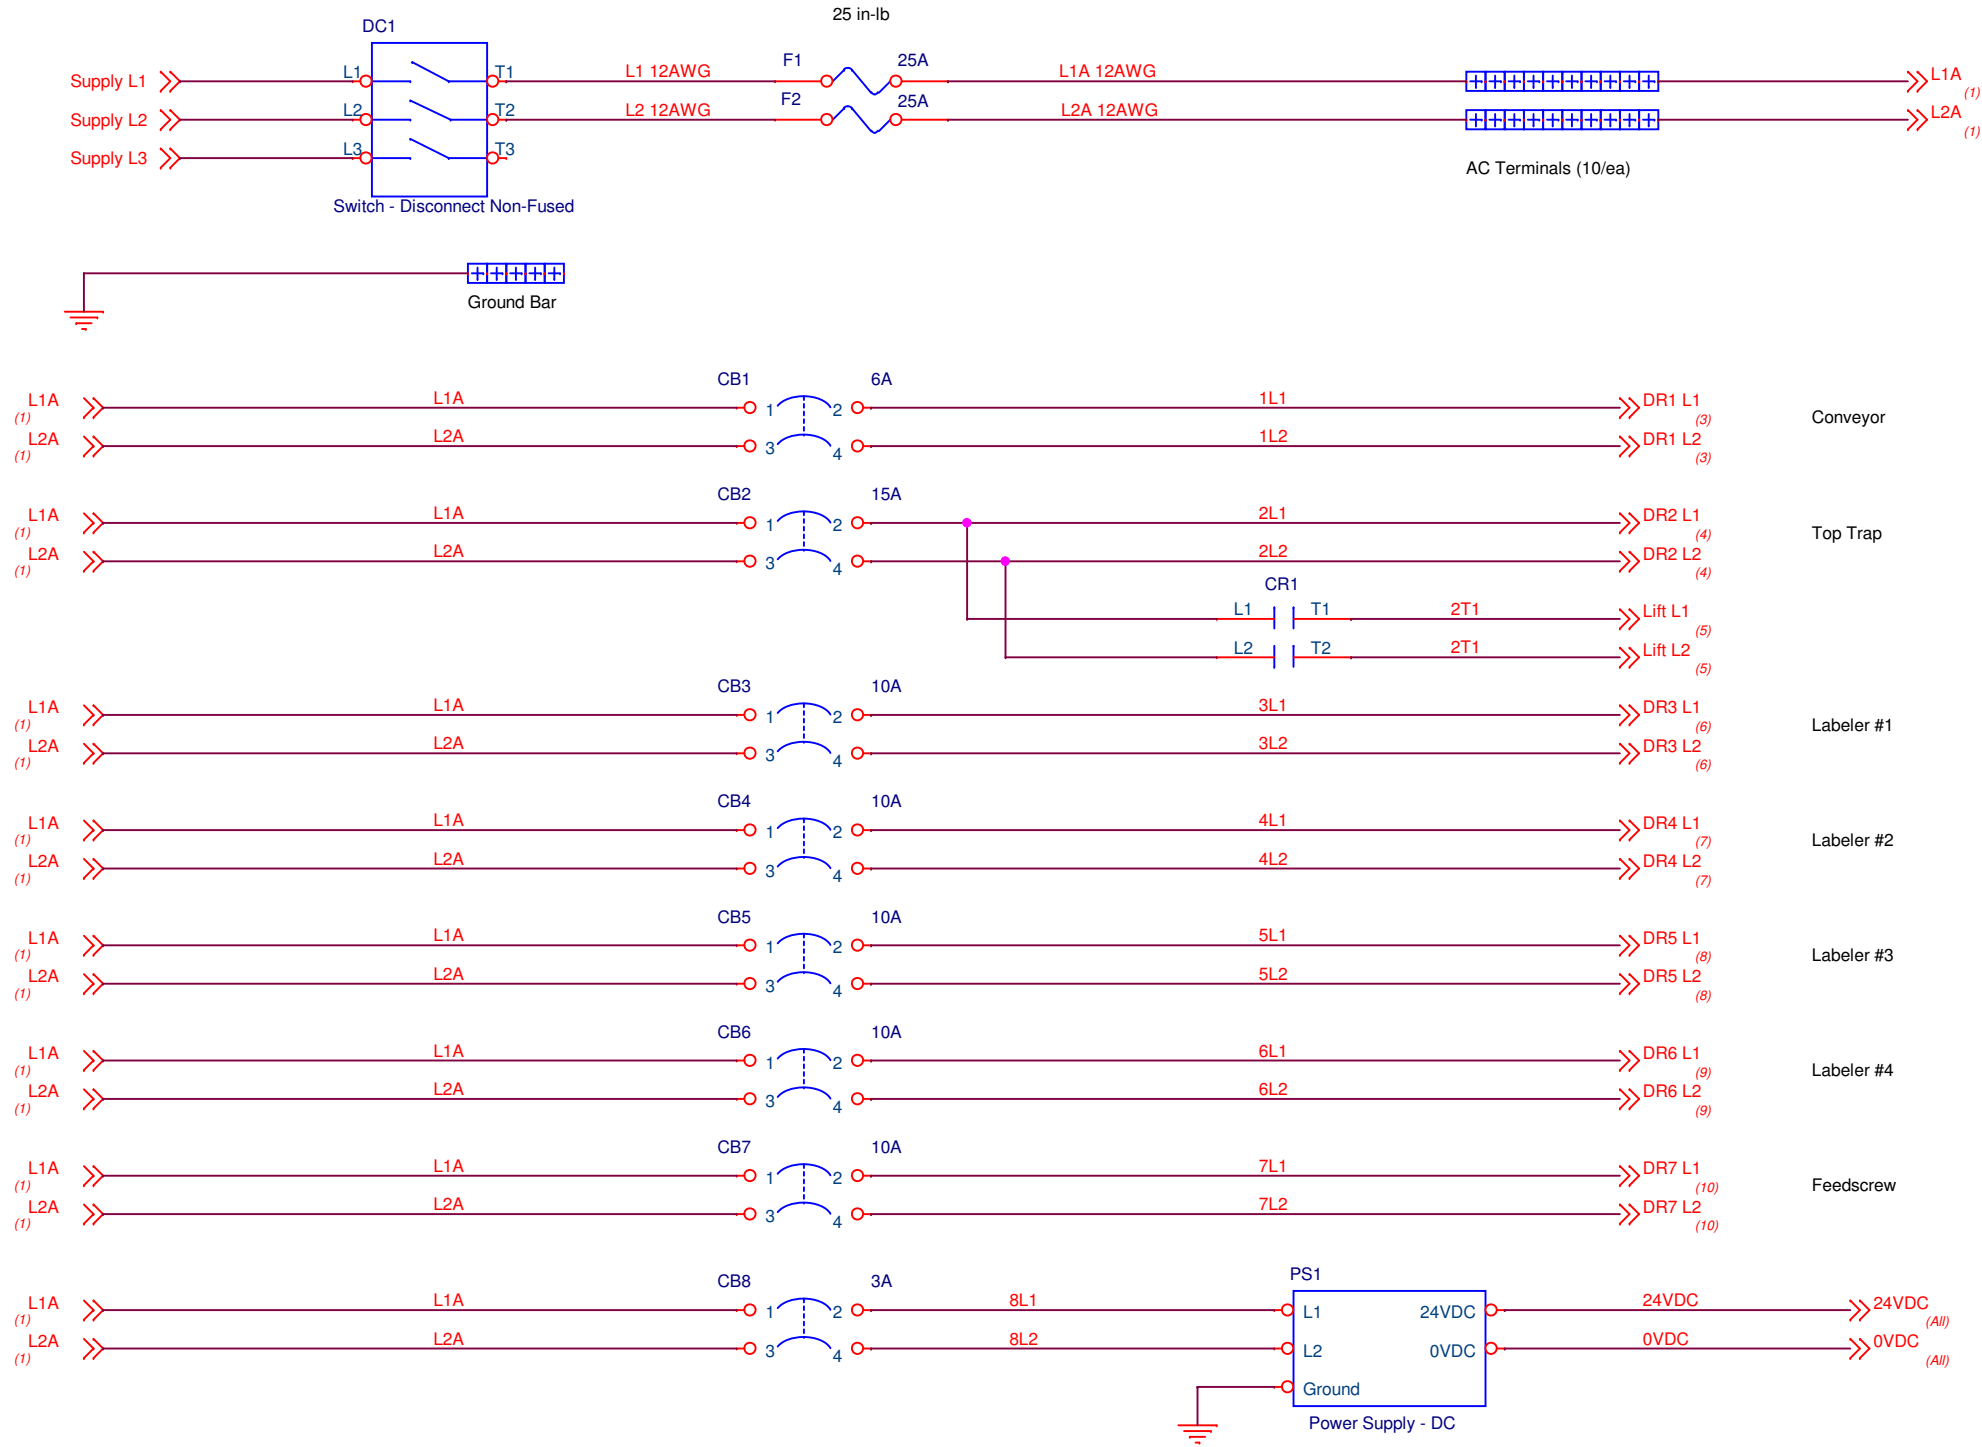 25 in-lb
DC1
Supply L1 L1 T1 L1 12AWG F1 25A L1A 12AWG L1A
(1)
Supply L2 L2 T2 L2 12AWG F2 25A L2A 12AWG L2A
(1)
Supply L3 L3 T3
AC Terminals (10/ea)
Switch - Disconnect Non-Fused
Ground Bar
CB1 6A
L1A L1A 1 2 1L1 DR1 L1
(1) (3)
Conveyor
L2A L2A 3 4 1L2 DR1 L2
(1) (3)
CB2 15A
L1A L1A 1 2 2L1 DR2 L1
(1) (4)
Top Trap
L2A L2A 3 4 2L2 DR2 L2
(1) (4)
CR1
L1 T1 2T1 Lift L1
(5)
L2 T2 2T1 Lift L2
(5)
CB3 10A
L1A L1A 1 2 3L1 DR3 L1
(1) (6)
Labeler #1
L2A L2A 3 4 3L2 DR3 L2
(1) (6)
CB4 10A
L1A L1A 1 2 4L1 DR4 L1
(1) (7)
Labeler #2
L2A L2A 3 4 4L2 DR4 L2
(1) (7)
CB5 10A
L1A L1A 1 2 5L1 DR5 L1
(1) (8)
Labeler #3
L2A L2A 3 4 5L2 DR5 L2
(1) (8)
CB6 10A
L1A L1A 1 2 6L1 DR6 L1
(1) (9)
Labeler #4
L2A L2A 3 4 6L2 DR6 L2
(1) (9)
CB7 10A
L1A L1A 1 2 7L1 DR7 L1
(1) (10)
Feedscrew
L2A L2A 3 4 7L2 DR7 L2
(1) (10)
CB8 3A PS1
L1A L1A 1 2 8L1 L1 24VDC 24VDC 24VDC
(1) (All)
L2A L2A 3 4 8L2 L2 0VDC 0VDC 0VDC
(1) (All)
Ground
Power Supply - DC